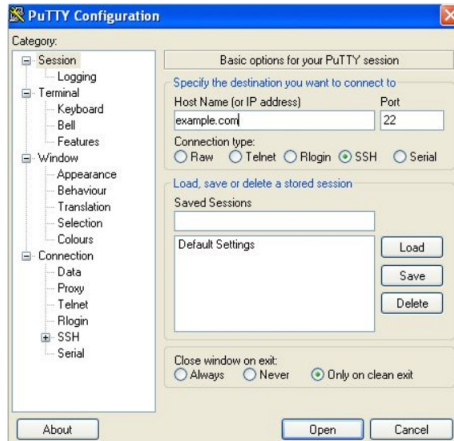 PuTTY Configuration
Category:
Session
Logging
Terminal
Keyboard
Bell
Features
Window
Appearance
Behaviour
Translation
Selection
Colours
Connection
Data
Proxy
Telnet
Rlogin
SSH
Serial
Basic options for your PuTTY session
Specify the destination you want to connect to
Host Name (or IP address) Port
example.com 22
Connection type:
Raw Telnet Rlogin SSH Serial
Load, save or delete a stored session
Saved Sessions
Default Settings
Load
Save
Delete
Close window on exit:
Always Never Only on clean exit
About Open Cancel